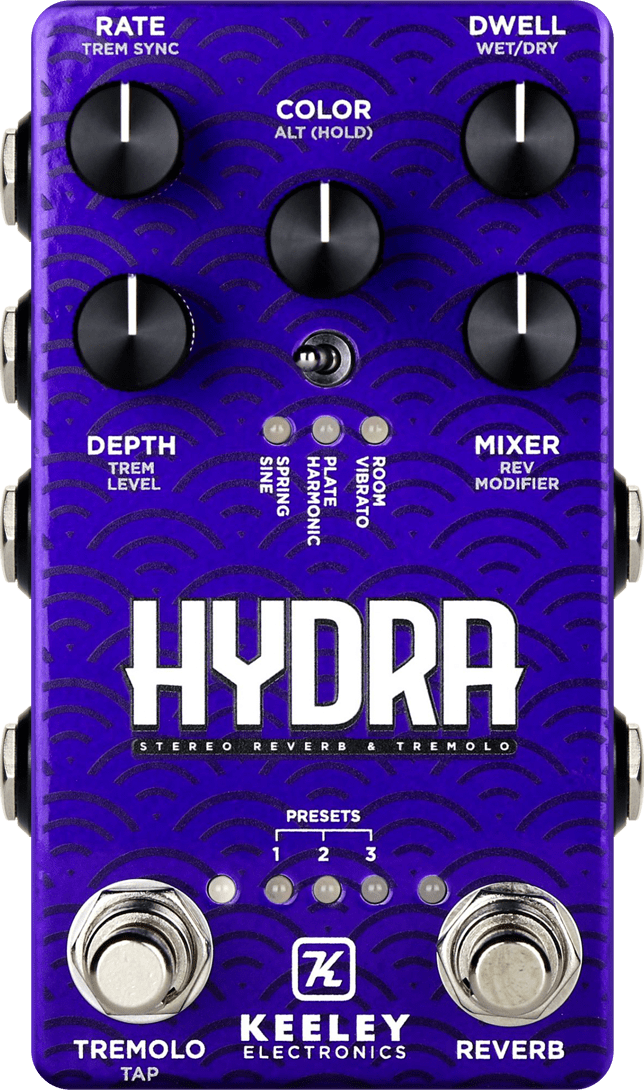 RATE
TREM SYNC
DWELL
WET/DRY
COLOR
ALT (HOLD)
DEPTH
TREM
LEVEL
MIXER
REV
MODIFIER
SPRING
SINE
PLATE
HARMONIC
ROOM
VIBRATO
HYDRA
STEREO REVERB & TREMOLO
PRESETS
1 2 3
K
KEELEY
ELECTRONICS
TREMOLO
TAP
REVERB